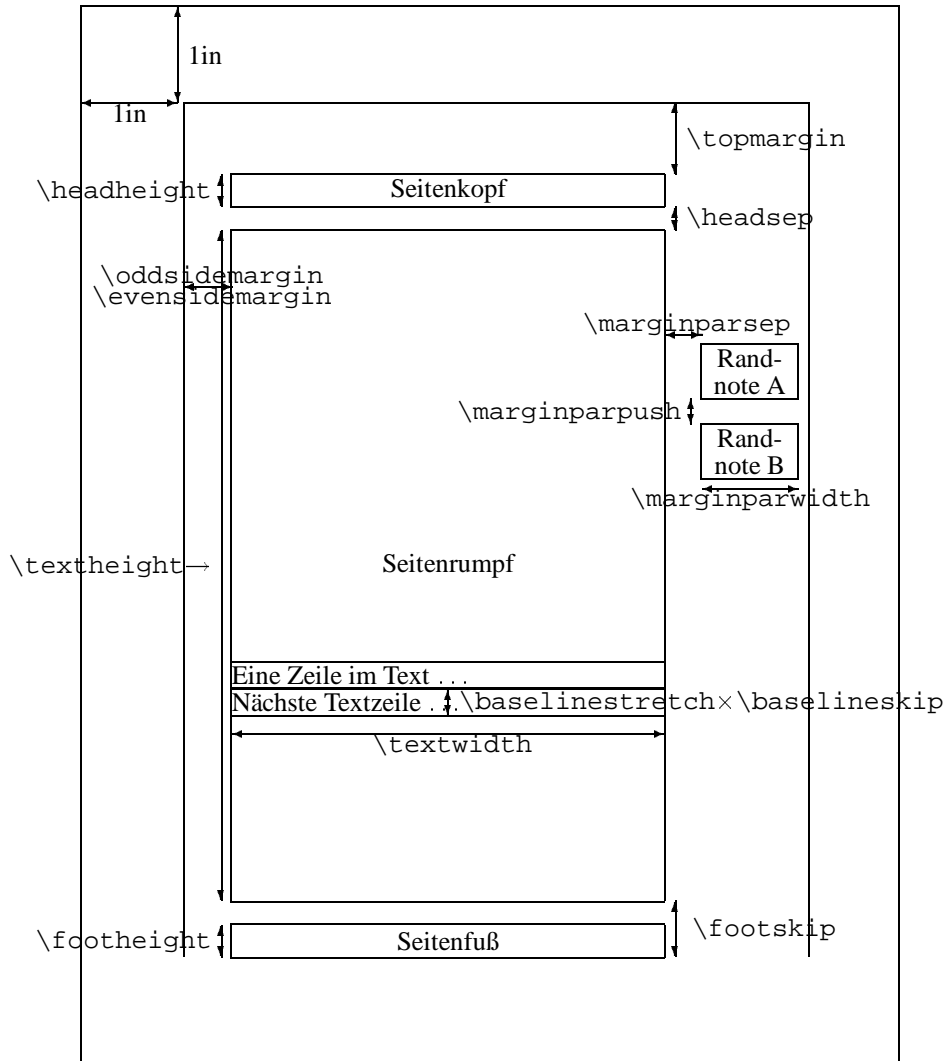 1in
1in
\topmargin
\headheight
Seitenkopf
\headsep
\oddsidemargin
\evensidemargin
\marginparsep
Rand-
note A
\marginparpush
Rand-
note B
\marginparwidth
\textheight→
Seitenrumpf
Eine Zeile im Text ...
Nächste Textzeile ... \baselinestretch×\baselineskip
\textwidth
\footskip
\footheight
Seitenfuß